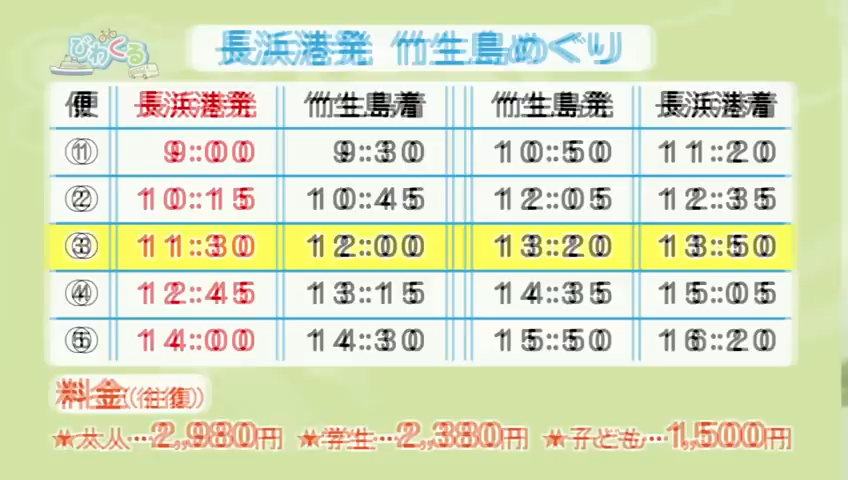 びわくる
長浜港発 竹生島めぐり
便 長浜港発 竹生島着 竹生島発 長浜港着
① 9:00 9:30 10:50 11:20
② 10:15 10:45 12:05 12:35
③ 11:30 12:00 13:20 13:50
④ 12:45 13:15 14:35 15:05
⑤ 14:00 14:30 15:50 16:20
料金(往復)
★大人…2,980円 ★学生…2,380円 ★子ども…1,500円